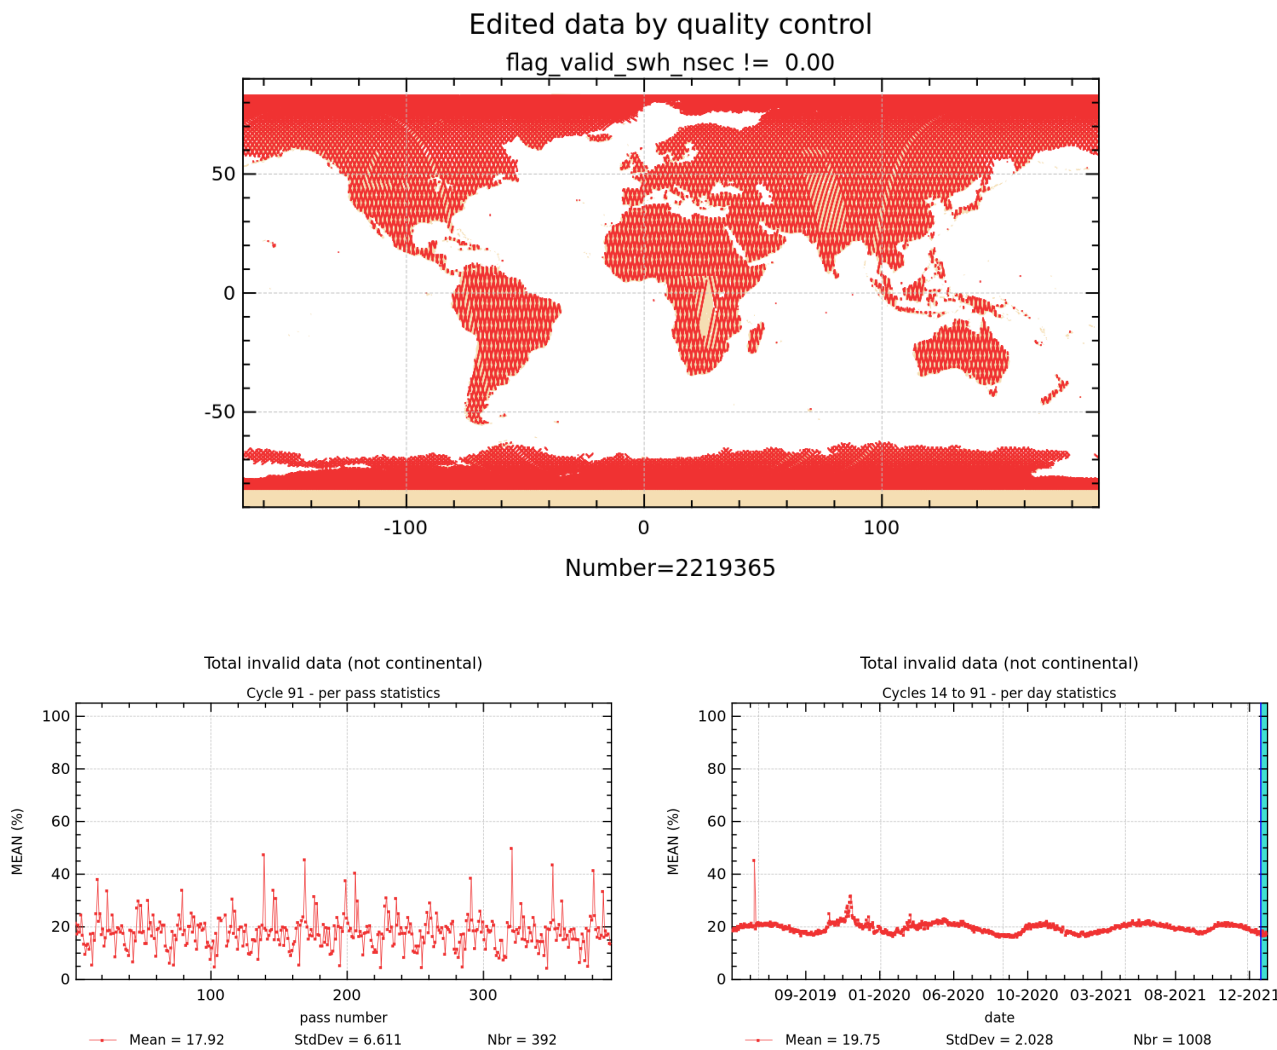 Edited data by quality control
flag_valid_swh_nsec !=  0.00
50
0
-50
-100 0 100
Number=2219365
Total invalid data (not continental)
Cycle 91 - per pass statistics
MEAN (%)
100
80
60
40
20
0
100 200 300
pass number
Mean = 17.92 StdDev = 6.611 Nbr = 392
Total invalid data (not continental)
Cycles 14 to 91 - per day statistics
MEAN (%)
100
80
60
40
20
0
09-2019 01-2020 06-2020 10-2020 03-2021 08-2021 12-2021
date
Mean = 19.75 StdDev = 2.028 Nbr = 1008